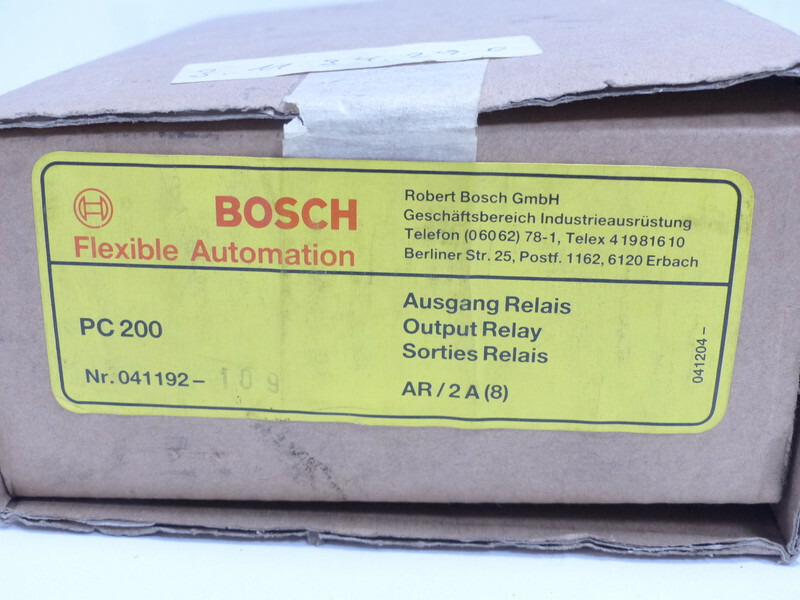 BOSCH
Flexible Automation
Robert Bosch GmbH
Geschäftsbereich Industrieausrüstung
Telefon (06062) 78-1, Telex 41981610
Berliner Str. 25, Postf. 1162, 6120 Erbach
PC 200
Nr. 041192- 109
Ausgang Relais
Output Relay
Sorties Relais
AR / 2 A (8)
041204-